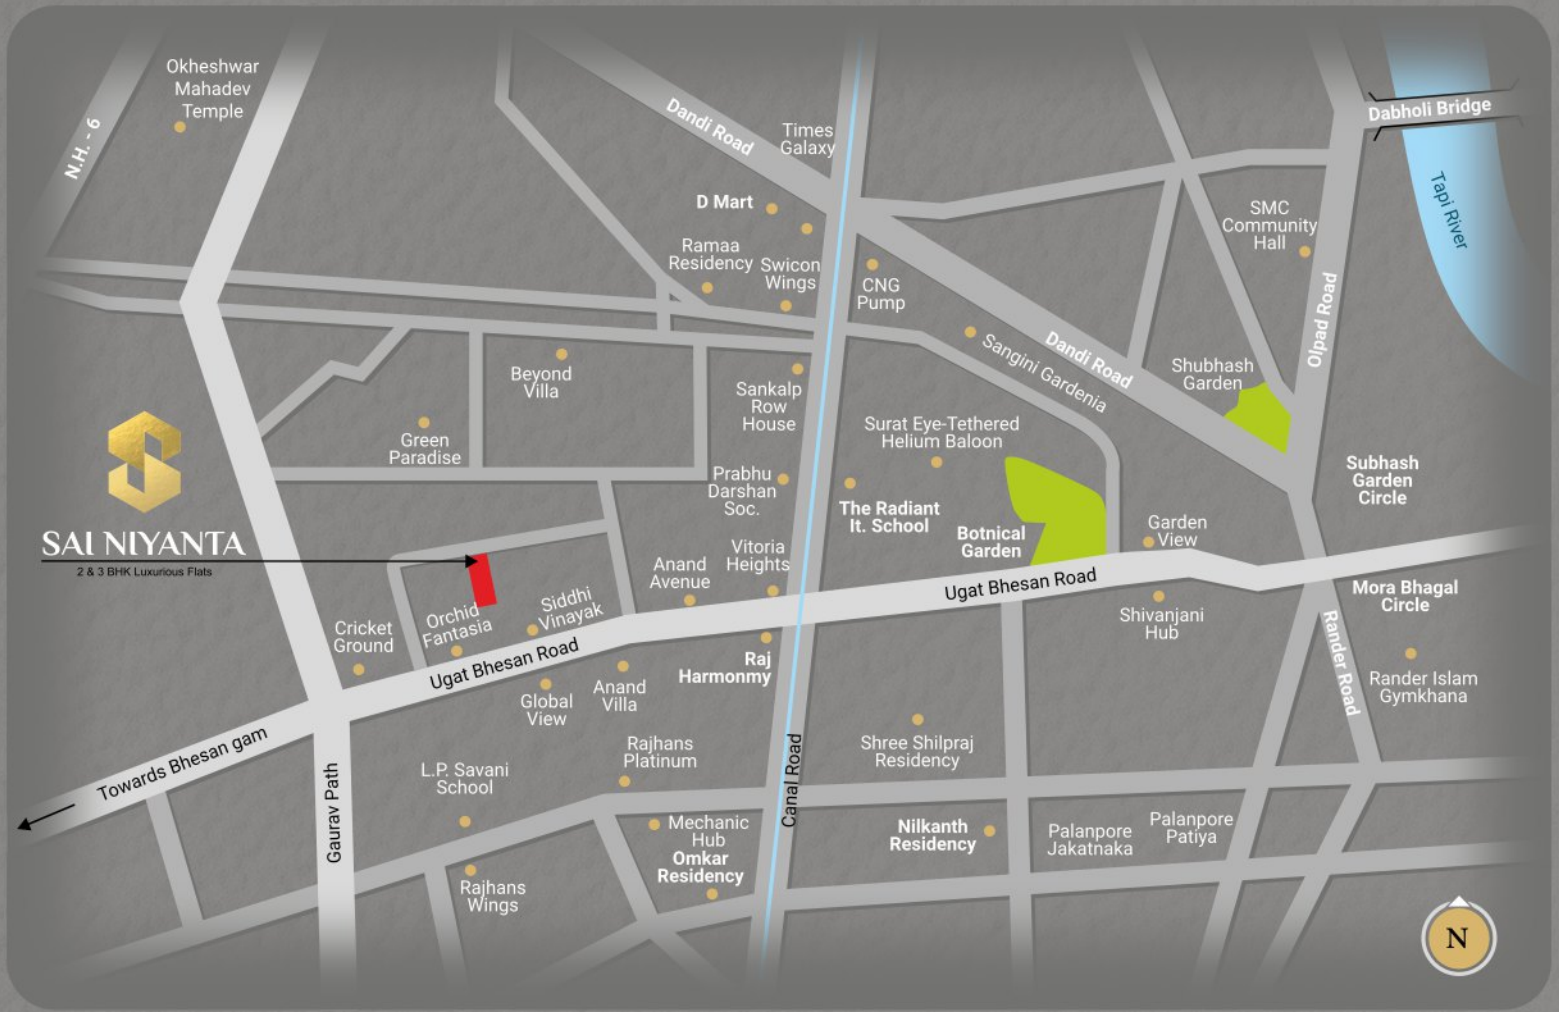 Okheshwar
Mahadev
Temple
N.H. - 6
Dandi Road
Times
Galaxy
Dabholi Bridge
Tapi River
D Mart
SMC
Community
Hall
Ramaa
Residency
Swicon
Wings
CNG
Pump
Olpad Road
Sangini Gardenia
Dandi Road
Shubhash
Garden
Beyond
Villa
Sankalp
Row
House
Green
Paradise
Surat Eye-Tethered
Helium Baloon
Subhash
Garden
Circle
Prabhu
Darshan
Soc.
The Radiant
It. School
Botnical
Garden
Garden
View
SAI NIYANTA
2 & 3 BHK Luxurious Flats
Vitoria
Heights
Anand
Avenue
Ugat Bhesan Road
Mora Bhagal
Circle
Orchid
Fantasia
Siddhi
Vinayak
Shivanjani
Hub
Cricket
Ground
Ugat Bhesan Road
Raj
Harmonmy
Rander Road
Rander Islam
Gymkhana
Global
View
Anand
Villa
Towards Bhesan gam
Rajhans
Platinum
Shree Shilpraj
Residency
Canal Road
Gaurav Path
L.P. Savani
School
Mechanic
Hub
Omkar
Residency
Nilkanth
Residency
Palanpore
Jakatnaka
Palanpore
Patiya
Rajhans
Wings
N